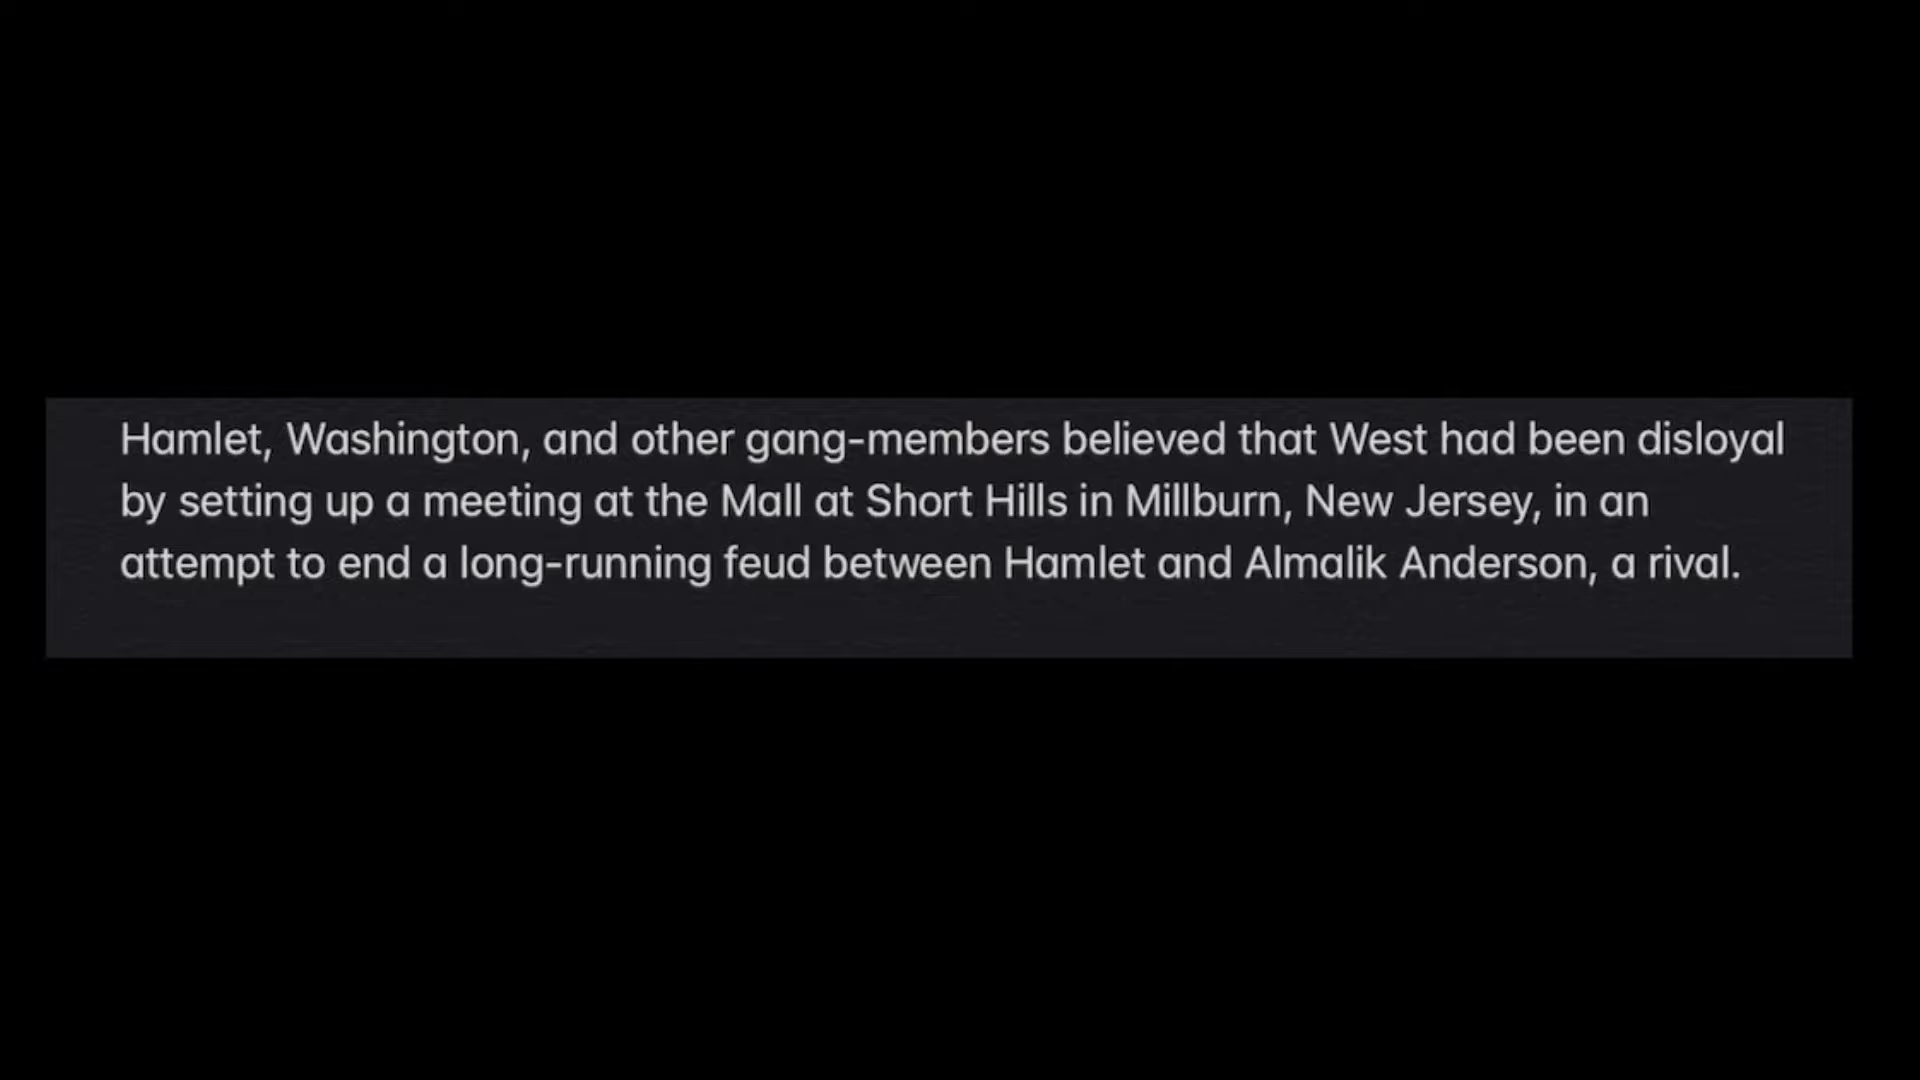 Hamlet, Washington, and other gang-members believed that West had been disloyal
by setting up a meeting at the Mall at Short Hills in Millburn, New Jersey, in an
attempt to end a long-running feud between Hamlet and Almalik Anderson, a rival.